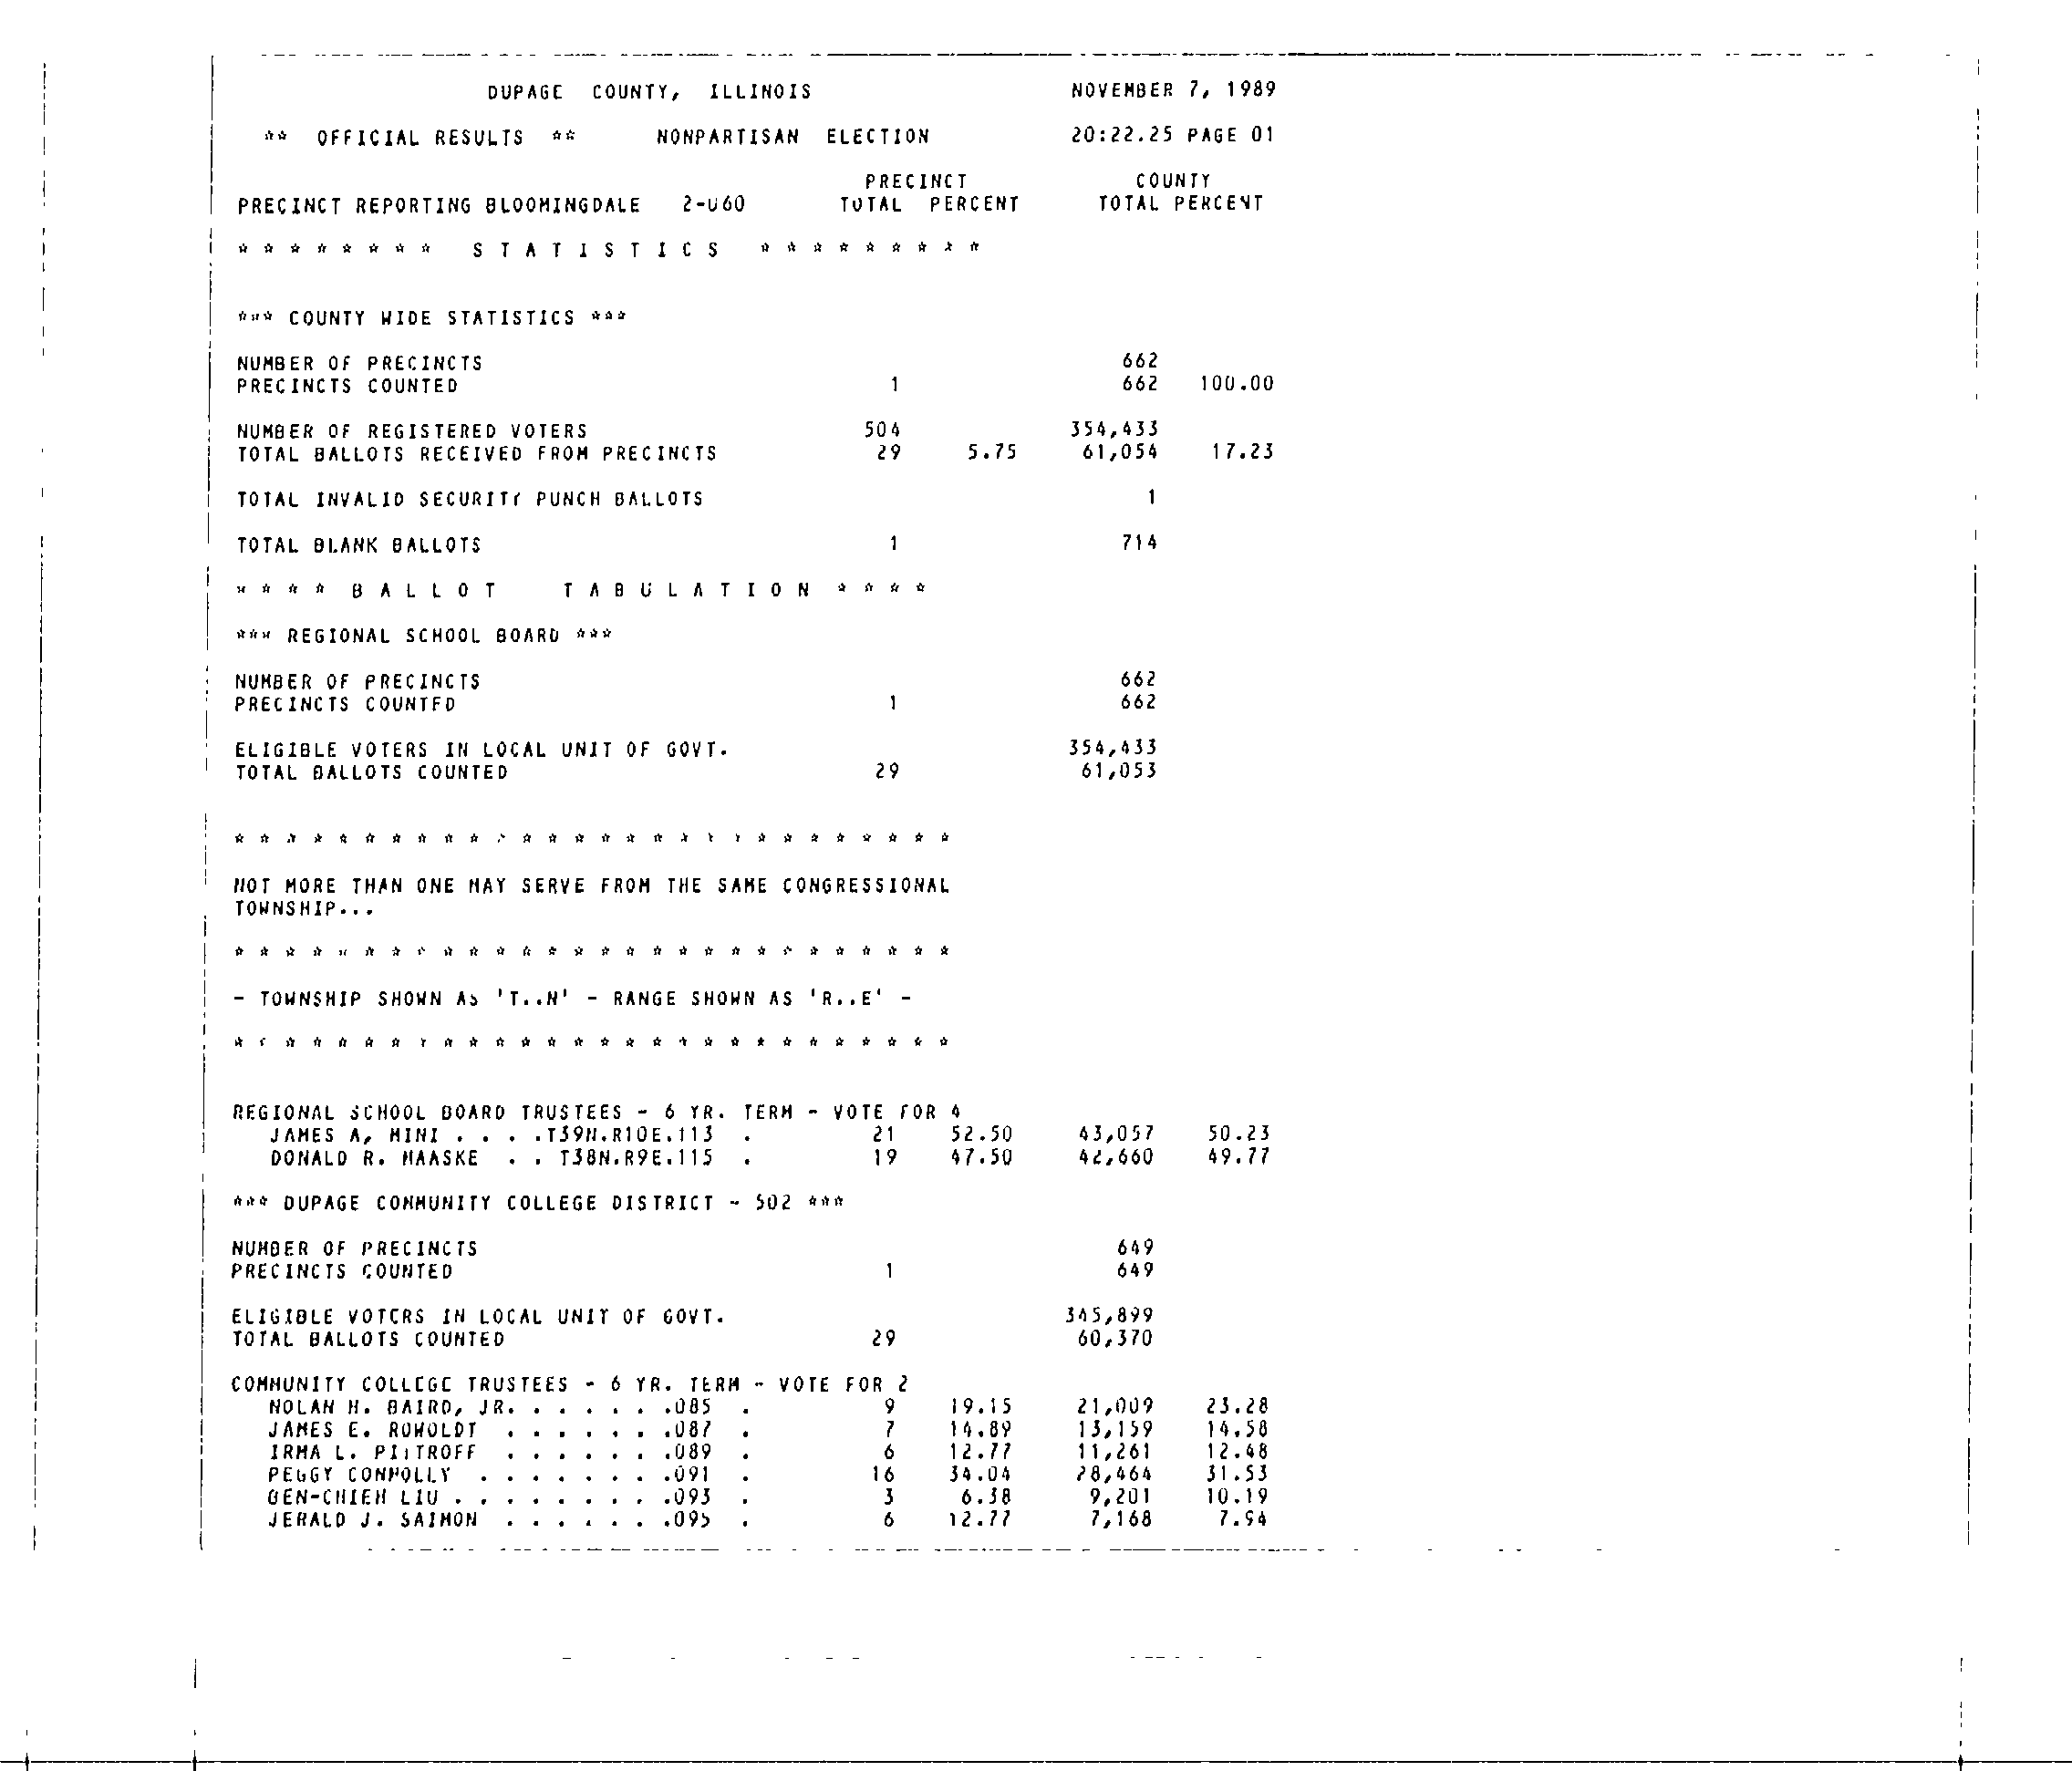 DUPAGE COUNTY, ILLINOIS NOVEMBER 7, 1989
** OFFICIAL RESULTS ** NONPARTISAN ELECTION 20:22.25 PAGE 01
PRECINCT COUNTY
PRECINCT REPORTING BLOOMINGDALE 2-060 TOTAL PERCENT TOTAL PERCENT
* * * * * * * * S T A T I S T I C S * * * * * * * * *
*** COUNTY WIDE STATISTICS ***
NUMBER OF PRECINCTS 662
PRECINCTS COUNTED 1 662 100.00
NUMBER OF REGISTERED VOTERS 504 354,433
TOTAL BALLOTS RECEIVED FROM PRECINCTS 29 5.75 61,054 17.23
TOTAL INVALID SECURITY PUNCH BALLOTS 1
TOTAL BLANK BALLOTS 1 714
* * * * B A L L O T T A B U L A T I O N * * * *
*** REGIONAL SCHOOL BOARD ***
NUMBER OF PRECINCTS 662
PRECINCTS COUNTED 1 662
ELIGIBLE VOTERS IN LOCAL UNIT OF GOVT. 354,433
TOTAL BALLOTS COUNTED 29 61,053
* * * * * * * * * * * * * * * * * * * * * * * * * * * *
NOT MORE THAN ONE MAY SERVE FROM THE SAME CONGRESSIONAL
TOWNSHIP...
* * * * * * * * * * * * * * * * * * * * * * * * * * * *
- TOWNSHIP SHOWN AS 'T..N' - RANGE SHOWN AS 'R..E' -
* * * * * * * * * * * * * * * * * * * * * * * * * * * *
REGIONAL SCHOOL BOARD TRUSTEES - 6 YR. TERM - VOTE FOR 4
JAMES A, MINI . . . .T39N.R10E.113 . 21 52.50 43,057 50.23
DONALD R. HAASKE . . T38N.R9E.115 . 19 47.50 42,660 49.77
*** DUPAGE COMMUNITY COLLEGE DISTRICT - 502 ***
NUMBER OF PRECINCTS 649
PRECINCTS COUNTED 1 649
ELIGIBLE VOTERS IN LOCAL UNIT OF GOVT. 345,899
TOTAL BALLOTS COUNTED 29 60,370
COMMUNITY COLLEGE TRUSTEES - 6 YR. TERM - VOTE FOR 2
NOLAN H. BAIRD, JR. . . . . . .085 . 9 19.15 21,009 23.28
JAMES E. ROWOLDT . . . . . . .087 . 7 14.89 13,159 14.58
IRMA L. PITTROFF . . . . . . .089 . 6 12.77 11,261 12.48
PEGGY CONNOLLY . . . . . . . .091 . 16 34.04 28,464 31.53
BEN-CHIEH LIU . . . . . . . . .093 . 3 6.38 9,201 10.19
JERALD J. SAIMON . . . . . . .095 . 6 12.77 7,168 7.94